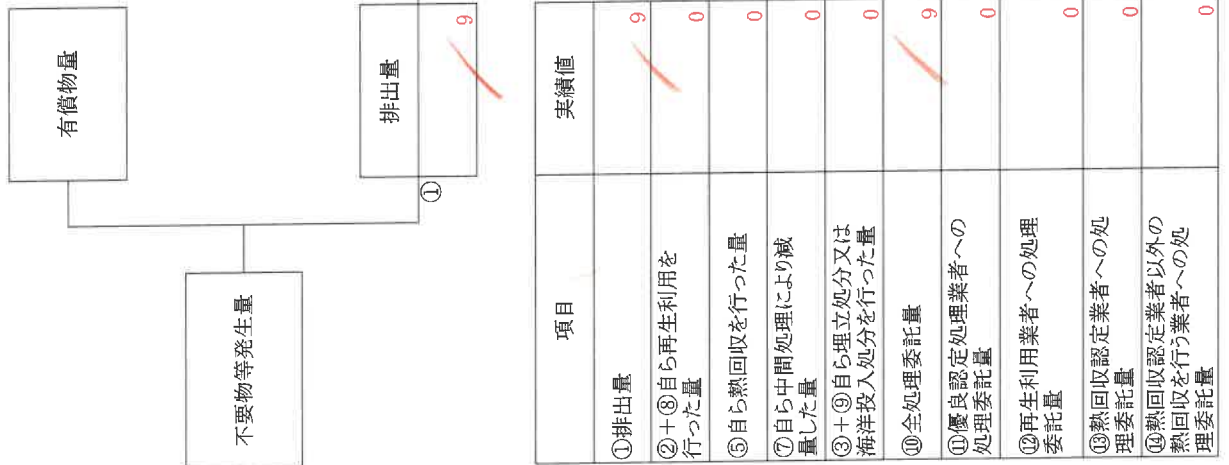 有償物量
不要物等発生量
排出量
①
9
項目
実績値
①排出量
9
②+⑧自ら再生利用を
行った量
0
⑤自ら熱回収を行った量
0
⑦自ら中間処理により減
量した量
0
③+⑨自ら埋立処分又は
海洋投入処分を行った量
0
⑩全処理委託量
9
⑪優良認定処理業者への
処理委託量
0
⑫再生利用業者への処理
委託量
0
⑬熱回収認定業者への処
理委託量
0
⑭熱回収認定業者以外の
熱回収を行う業者への処
理委託量
0